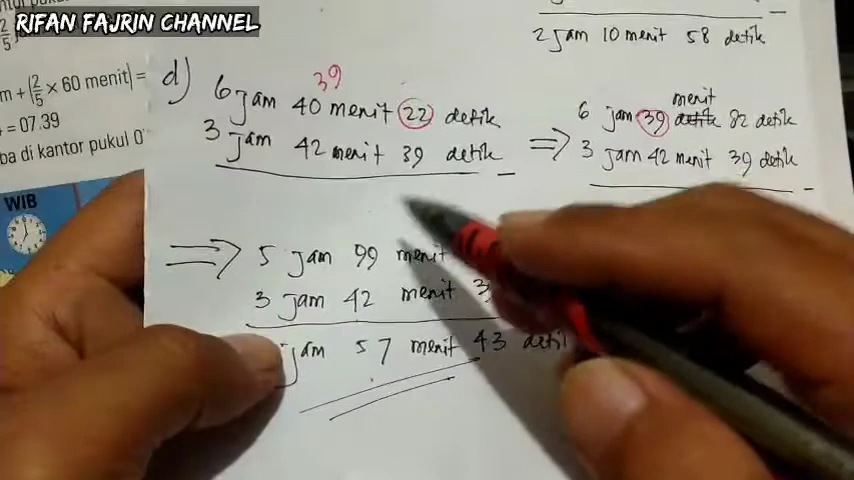 RIFAN FAJRIN CHANNEL
2 jam 10 menit 58 detik
m + (2/5 × 60 menit) =
= 07.39
ba di kantor pukul 0
WIB
d)
39
6 jam 40 menit 22 detik
3 jam 42 menit 39 detik
—
menit
⇒ 6 jam 39 detik 82 detik
3 jam 42 menit 39 detik
—
⇒ 5 jam 99 menit
3 jam 42 menit
jam 57 menit 43 detik